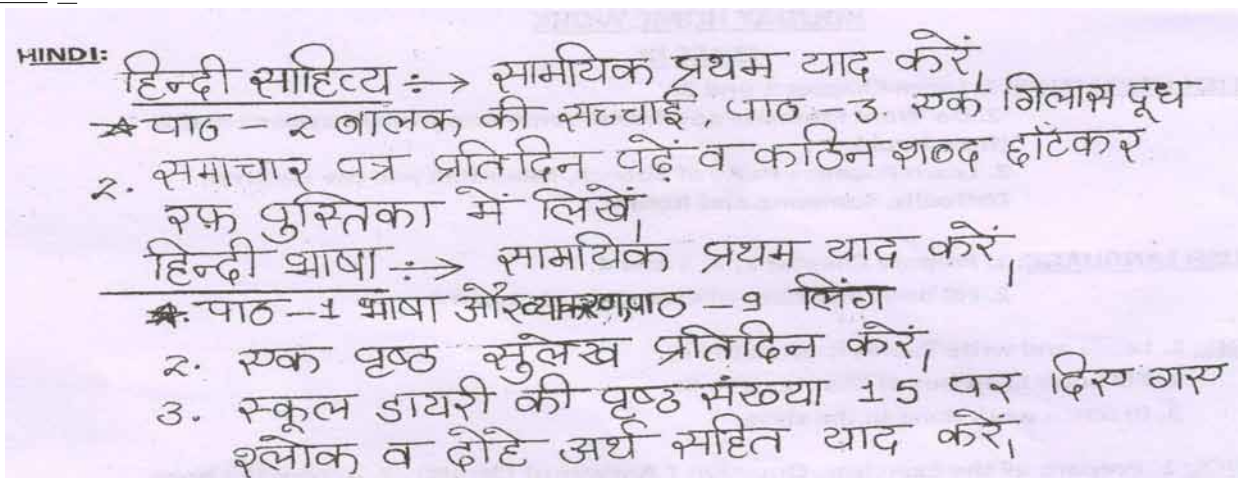 HINDI:
हिन्दी साहित्य :→ सामयिक प्रथम याद करें।
पाठ - 2 बालक की सच्चाई, पाठ - 3 एक गिलास दूध
2. समाचार पत्र प्रतिदिन पढ़ें व कठिन शब्द छाँटकर
रफ़ पुस्तिका में लिखें।
हिन्दी भाषा :→ सामयिक प्रथम याद करें।
पाठ - 1 भाषा और व्याकरण, पाठ - 9 लिंग
2. एक पृष्ठ सुलेख प्रतिदिन करें।
3. स्कूल डायरी की पृष्ठ संख्या 15 पर दिए गए
श्लोक व दोहे अर्थ सहित याद करें।